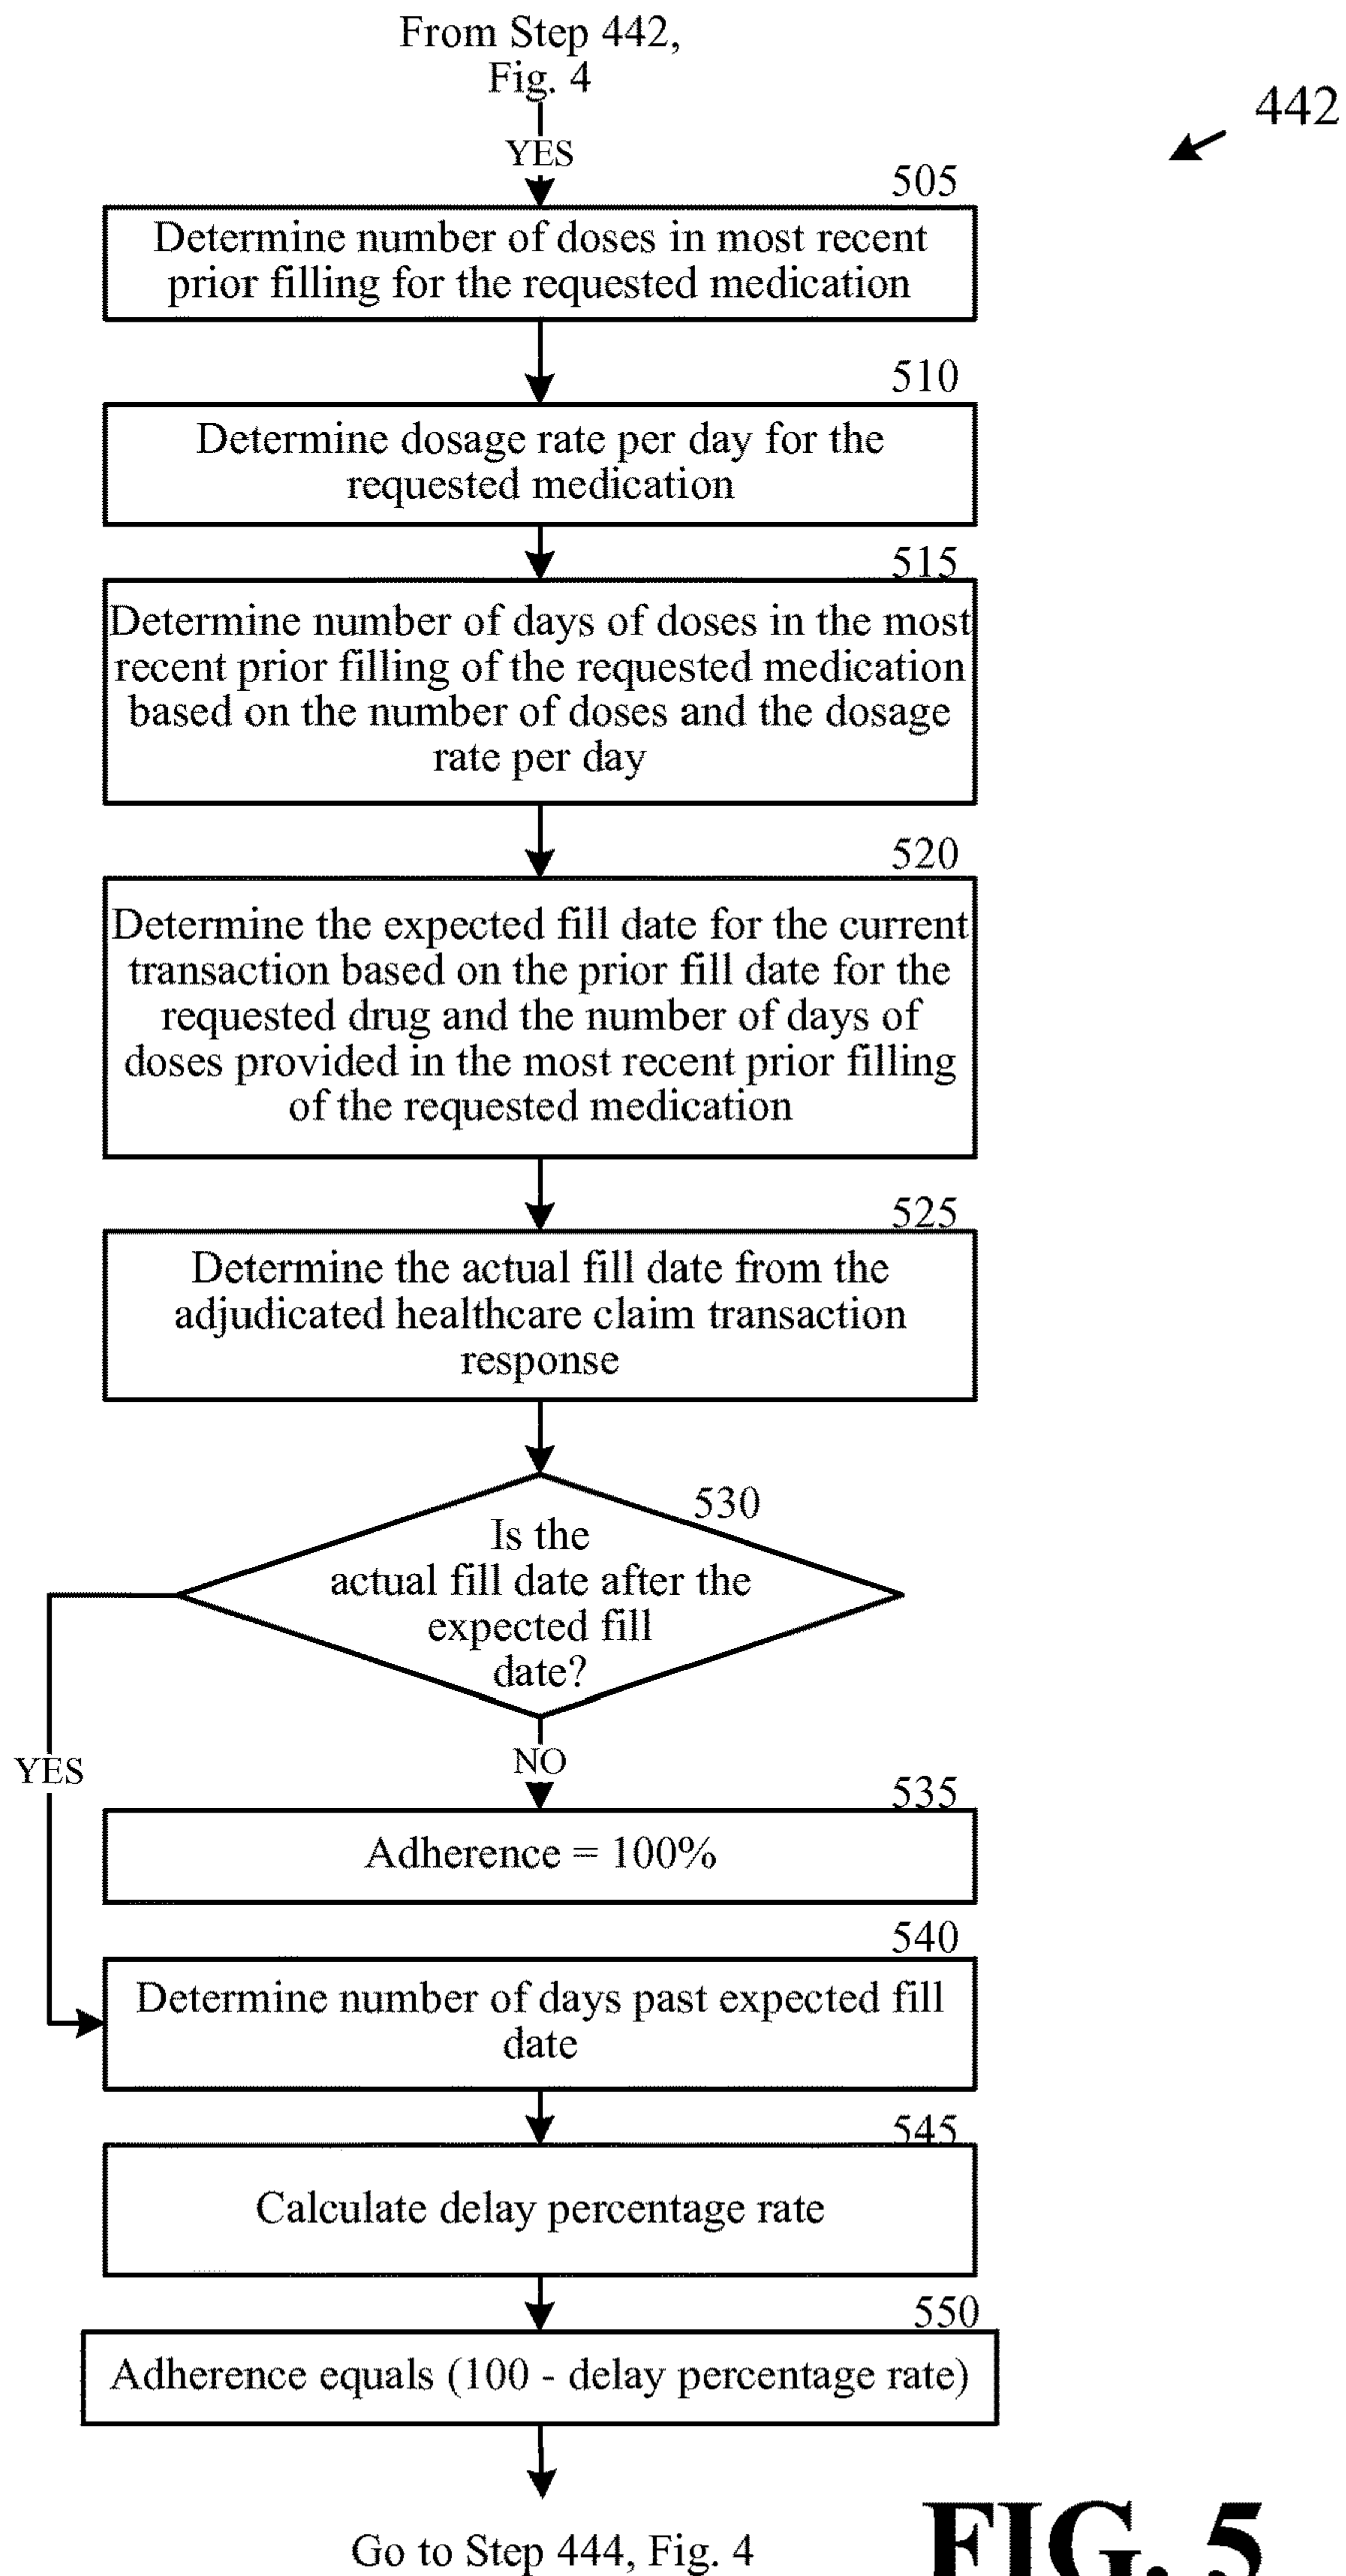 From Step 442,
Fig. 4
442
YES
505
Determine number of doses in most recent
prior filling for the requested medication
510
Determine dosage rate per day for the
requested medication
515
Determine number of days of doses in the most
recent prior filling of the requested medication
based on the number of doses and the dosage
rate per day
520
Determine the expected fill date for the current
transaction based on the prior fill date for the
requested drug and the number of days of
doses provided in the most recent prior filling
of the requested medication
525
Determine the actual fill date from the
adjudicated healthcare claim transaction
response
530
Is the
actual fill date after the
expected fill
date?
YES
NO
535
Adherence = 100%
540
Determine number of days past expected fill
date
545
Calculate delay percentage rate
550
Adherence equals (100 - delay percentage rate)
Go to Step 444, Fig. 4
FIG. 5